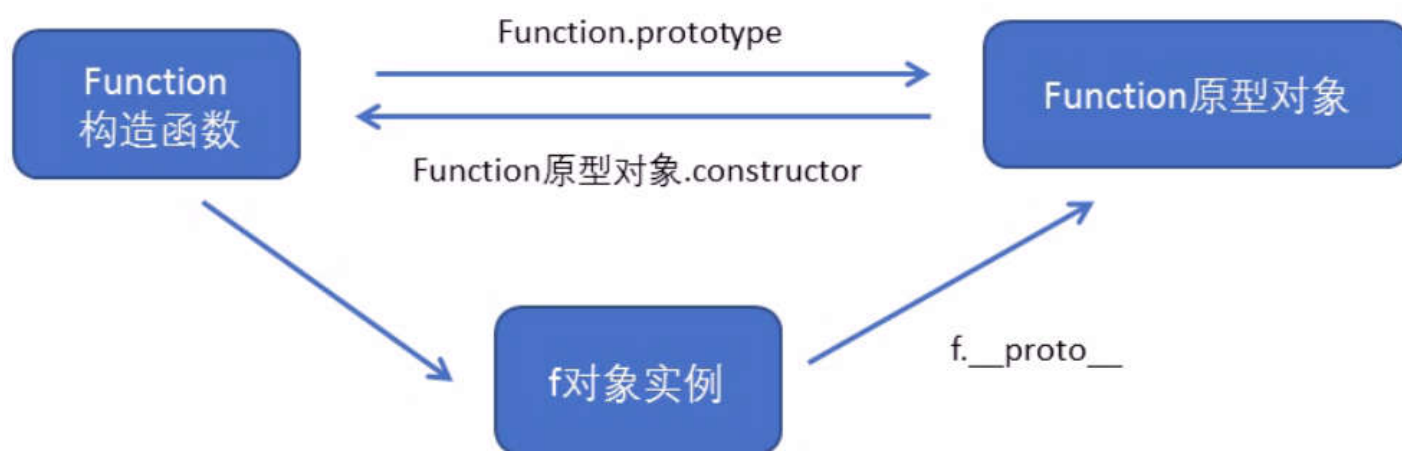 Function.prototype
Function
构造函数
Function原型对象
Function原型对象.constructor
f对象实例
f.__proto__